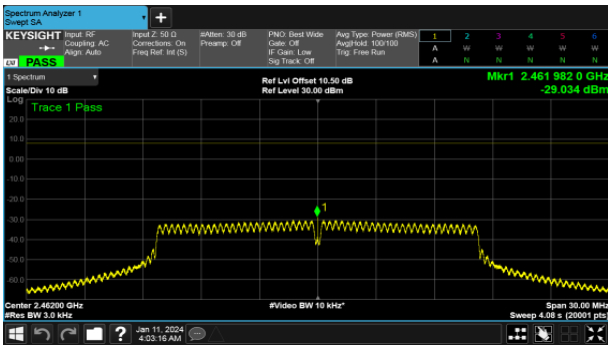 Spectrum Analyzer 1
Swept SA
+
KEYSIGHT Input: RF Input Z: 50 Ω #Atten: 30 dB PNO: Best Wide Avg Type: Power (RMS) 1 2 3 4 5 6
Coupling: AC Corrections: On Preamp: Off Gate: Off Avg|Hold: 100/100 A W W W W W
Align: Auto Freq Ref: Int (S) IF Gain: Low Trig: Free Run
LXI PASS Sig Track: Off A N N N N N
1 Spectrum Ref Lvl Offset 10.50 dB Mkr1 2.461 982 0 GHz
Scale/Div 10 dB Ref Level 30.00 dBm -29.034 dBm
Log Trace 1 Pass
20.0
10.0
0.00
-10.0
-20.0
1
-30.0
-40.0
-50.0
-60.0
Center 2.46200 GHz #Video BW 10 kHz* Span 30.00 MHz
#Res BW 3.0 kHz Sweep 4.08 s (20001 pts)
? Jan 11, 2024
4:03:16 AM